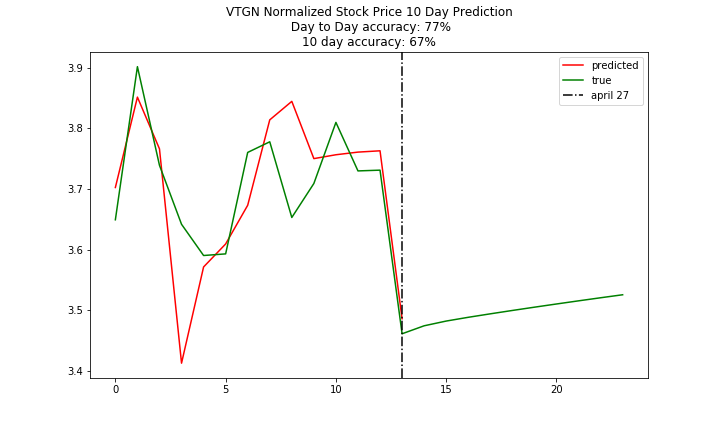 VTGN Normalized Stock Price 10 Day Prediction
Day to Day accuracy: 77%
10 day accuracy: 67%
predicted
true
april 27
3.9
3.8
3.7
3.6
3.5
3.4
0
5
10
15
20